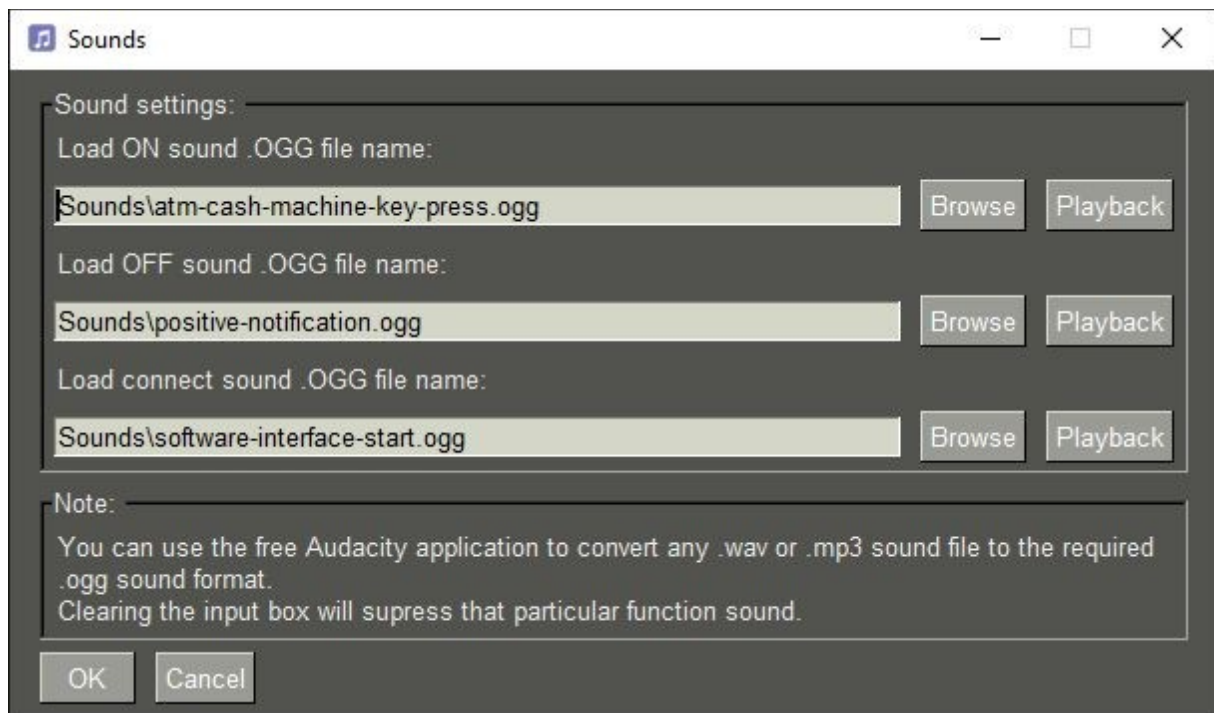 Sounds
Sound settings:
Load ON sound .OGG file name:
Sounds\atm-cash-machine-key-press.ogg
Browse
Playback
Load OFF sound .OGG file name:
Sounds\positive-notification.ogg
Browse
Playback
Load connect sound .OGG file name:
Sounds\software-interface-start.ogg
Browse
Playback
Note:
You can use the free Audacity application to convert any .wav or .mp3 sound file to the required
.ogg sound format.
Clearing the input box will supress that particular function sound.
OK
Cancel